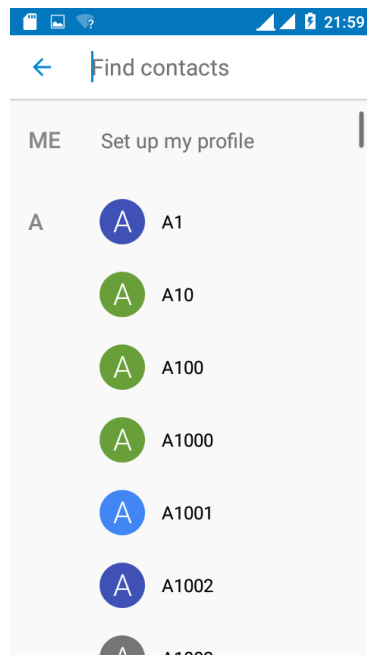 21:59
Find contacts
ME Set up my profile
A A A1
A A10
A A100
A A1000
A A1001
A A1002
A